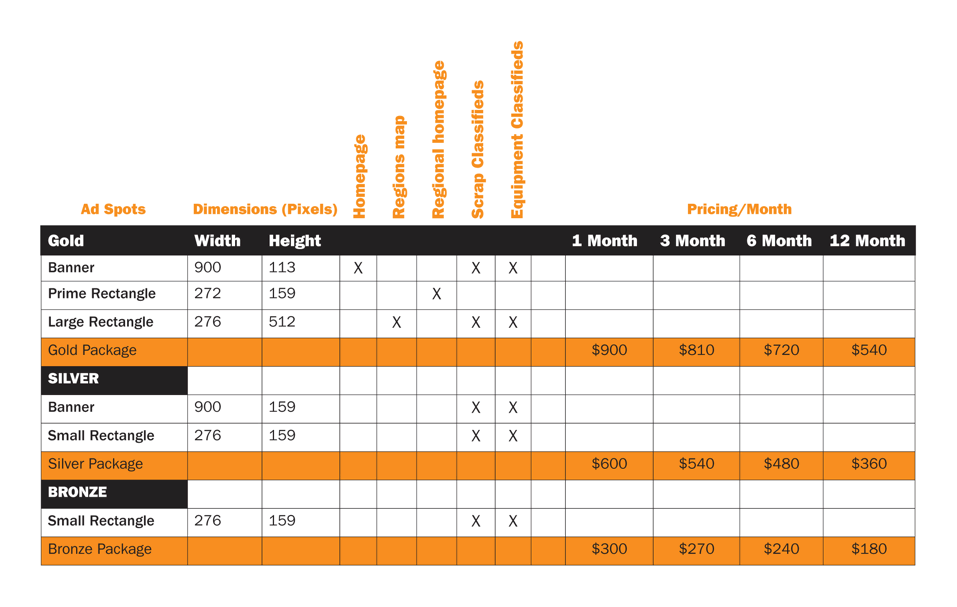 Homepage
Regions map
Regional homepage
Scrap Classifieds
Equipment Classifieds
Ad Spots Dimensions (Pixels) Pricing/Month
Gold Width Height 1 Month 3 Month 6 Month 12 Month
Banner 900 113 X X X
Prime Rectangle 272 159 X
Large Rectangle 276 512 X X X
Gold Package $900 $810 $720 $540
SILVER
Banner 900 159 X X
Small Rectangle 276 159 X X
Silver Package $600 $540 $480 $360
BRONZE
Small Rectangle 276 159 X X
Bronze Package $300 $270 $240 $180